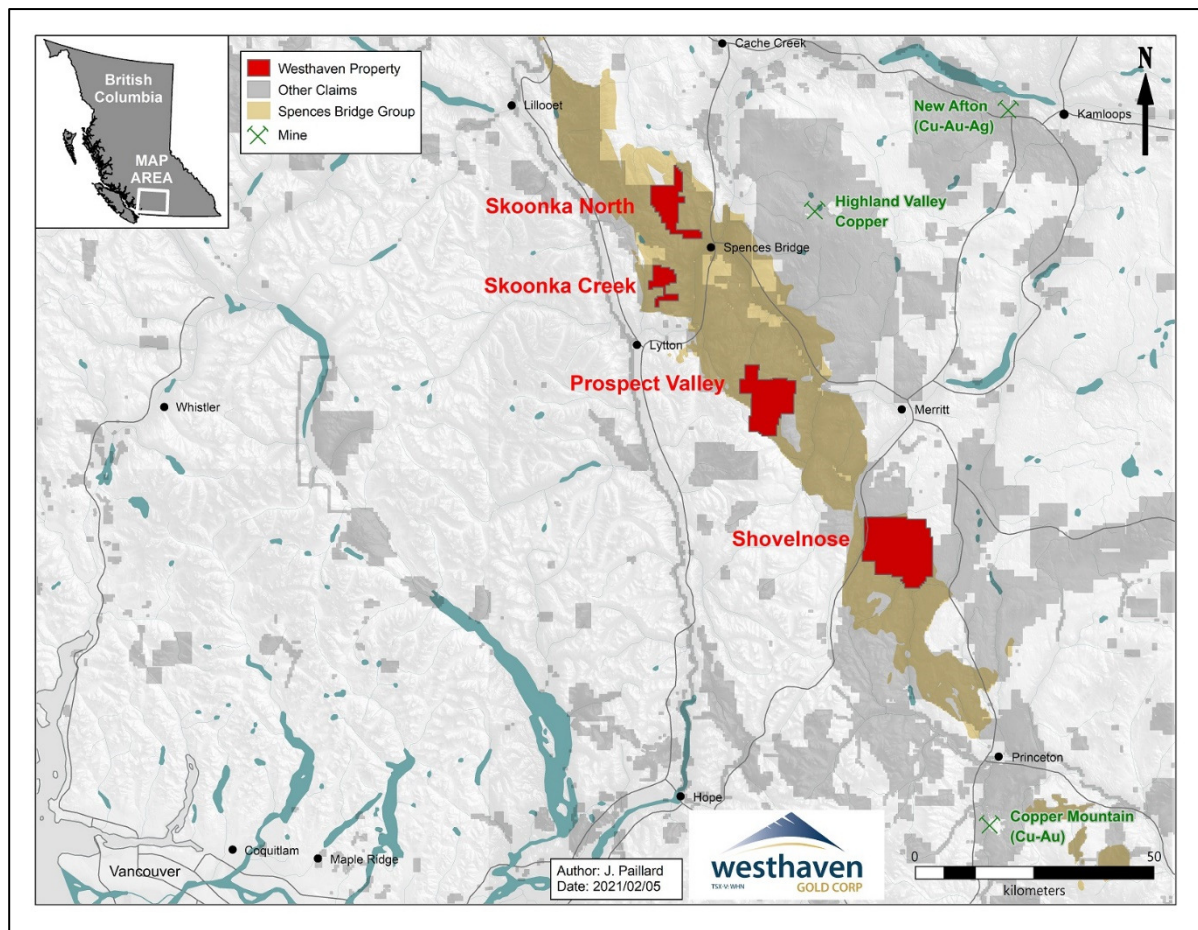 British
Columbia
MAP
AREA
Westhaven Property
Other Claims
Spences Bridge Group
Mine
N
Cache Creek
Lillooet
New Afton
(Cu-Au-Ag)
Kamloops
Skoonka North
Highland Valley
Copper
Spences Bridge
Skoonka Creek
Lytton
Prospect Valley
Whistler
Merritt
Shovelnose
Princeton
Hope
Copper Mountain
(Cu-Au)
Coquitlam
Maple Ridge
Vancouver
Author: J. Paillard
Date: 2021/02/05
westhaven
TSX-V: WHN
GOLD CORP
0 50
kilometers